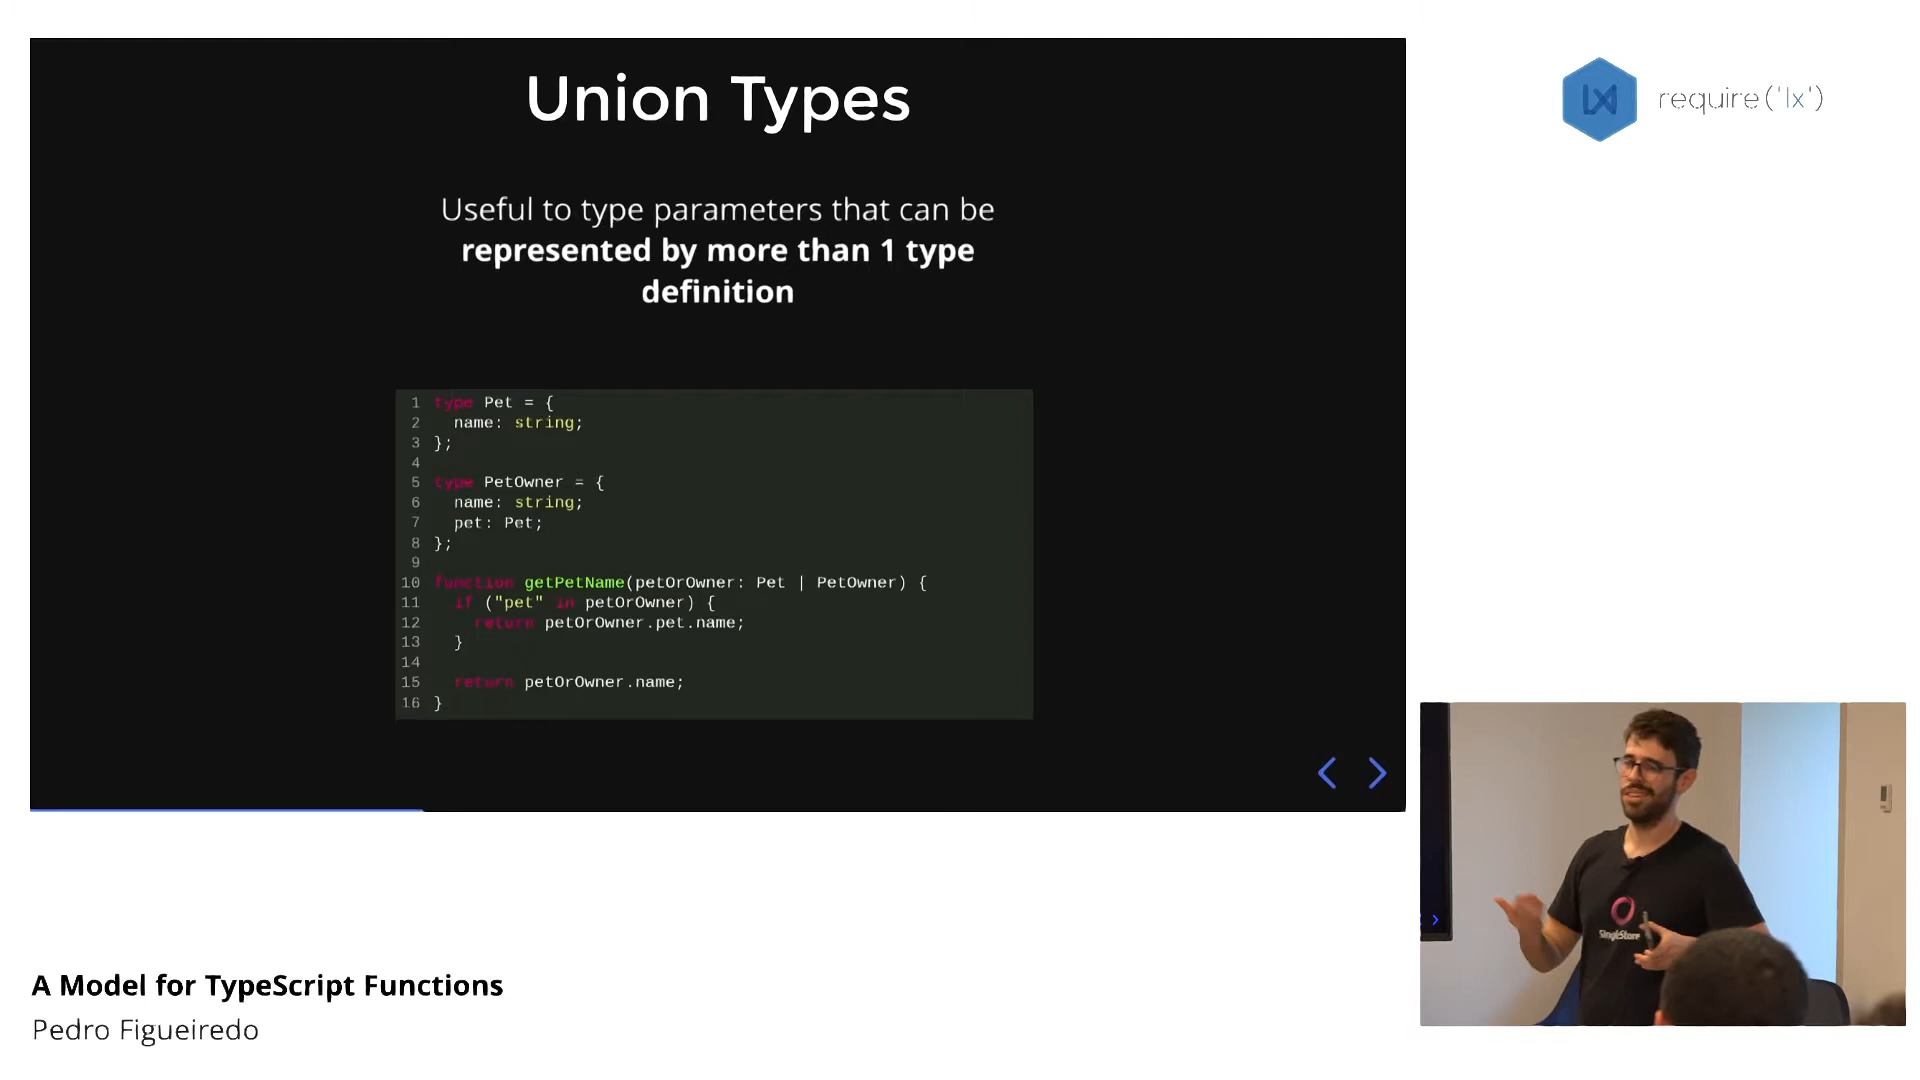 Union Types
Useful to type parameters that can be
represented by more than 1 type
definition
1 type Pet = {
2   name: string;
3 };
4
5 type PetOwner = {
6   name: string;
7   pet: Pet;
8 };
9
10 function getPetName(petOrOwner: Pet | PetOwner) {
11   if ("pet" in petOrOwner) {
12     return petOrOwner.pet.name;
13   }
14
15   return petOrOwner.name;
16 }
require('lx')
SingleStore
A Model for TypeScript Functions
Pedro Figueiredo